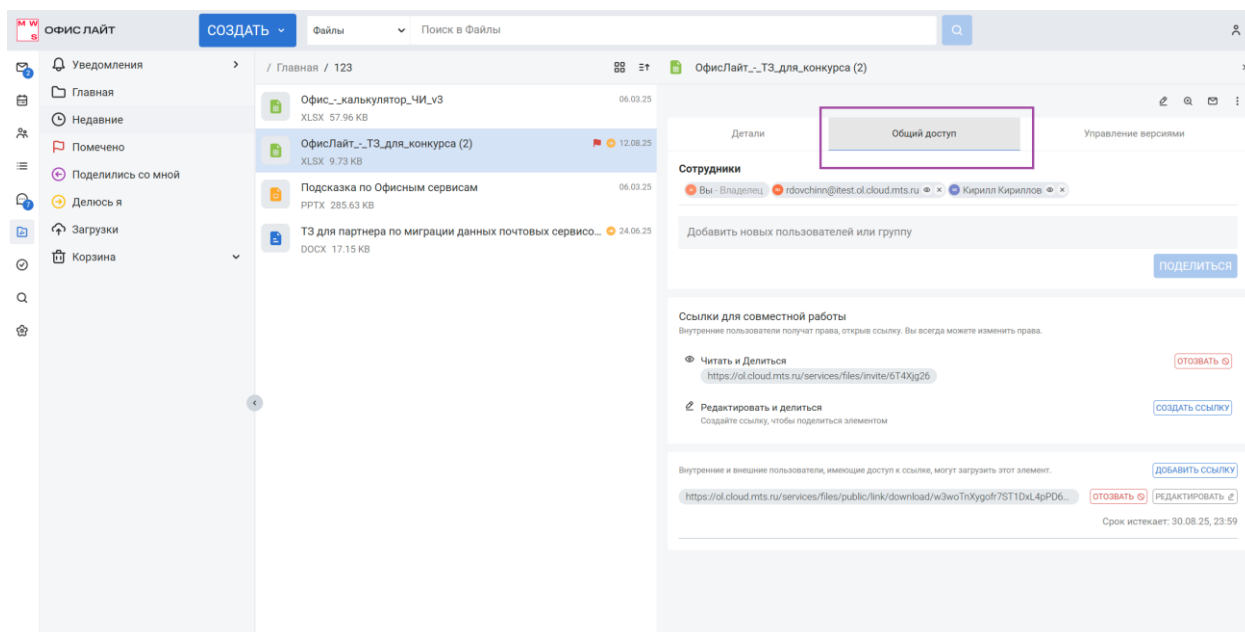 M W S ОФИС ЛАЙТ
СОЗДАТЬ
Файлы
Поиск в Файлы
2
7
Уведомления
Главная
Недавние
Помечено
Поделились со мной
Делюсь я
Загрузки
Корзина
/ Главная / 123
Офис_-_калькулятор_ЧИ_v3 06.03.25
XLSX 57.96 KB
ОфисЛайт_-_ТЗ_для_конкурса (2) 12.08.25
XLSX 9.73 KB
Подсказка по Офисным сервисам 06.03.25
PPTX 285.63 KB
ТЗ для партнера по миграции данных почтовых сервисо... 24.06.25
DOCX 17.15 KB
ОфисЛайт_-_ТЗ_для_конкурса (2)
Детали Общий доступ Управление версиями
Сотрудники
Вы - Владелец rdovchinn@itest.ol.cloud.mts.ru Кирилл Кириллов
Добавить новых пользователей или группу
ПОДЕЛИТЬСЯ
Ссылки для совместной работы
Внутренние пользователи получат права, открыв ссылку. Вы всегда можете изменить права.
Читать и Делиться ОТОЗВАТЬ
https://ol.cloud.mts.ru/services/files/invite/6T4Xjg26
Редактировать и делиться СОЗДАТЬ ССЫЛКУ
Создайте ссылку, чтобы поделиться элементом
Внутренние и внешние пользователи, имеющие доступ к ссылке, могут загрузить этот элемент. ДОБАВИТЬ ССЫЛКУ
https://ol.cloud.mts.ru/services/files/public/link/download/w3woTnXygofr7ST1DxL4pPD6... ОТОЗВАТЬ РЕДАКТИРОВАТЬ
Срок истекает: 30.08.25, 23:59